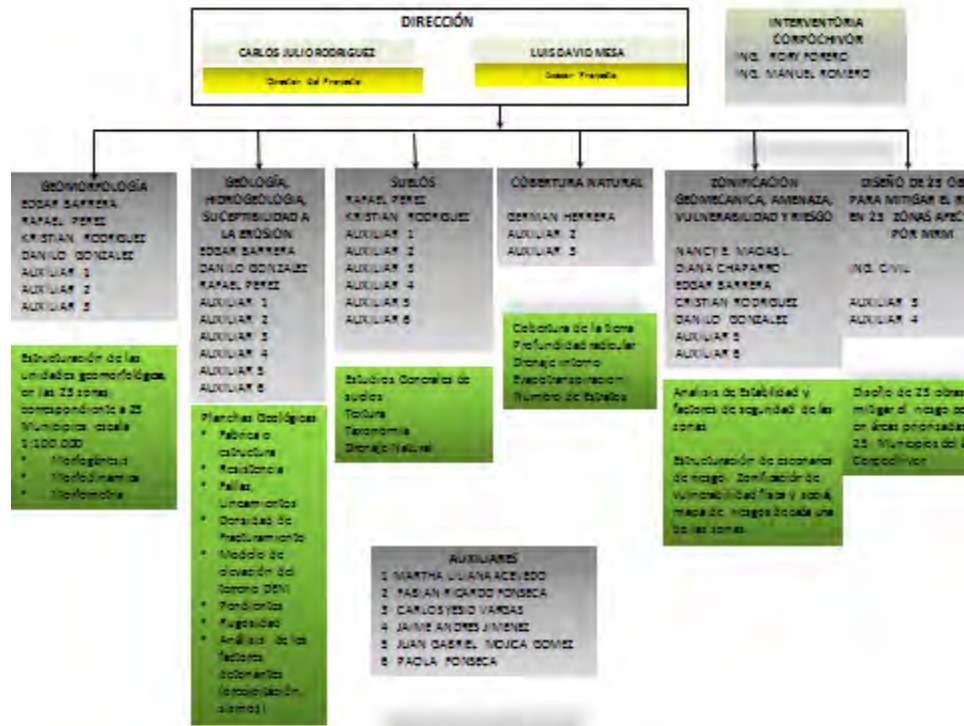 DIRECCIÓN
CARLOS JULIO RODRIGUEZ
Director Del Proyecto
LUIS DAVID MESA
Asesor Proyecto
INTERVENTORIA
CORPOCHIVOR
ING. RORY FORERO
ING. MANUEL ROMERO
GEOMORFOLOGÍA
EDGAR BARRERA
RAFAEL PEREZ
KRISTIAN RODRIGUEZ
DANILO GONZALEZ
AUXILIAR 1
AUXILIAR 2
AUXILIAR 3
Estructuración de las
unidades geomorfológicas,
en las 25 zonas,
correspondiente a 25
Municipios escala
1:100.000
• Morfogénesis
• Morfodinámica
• Morfometria
GEOLOGÍA,
HIDROGEOLOGIA,
SUCEPTIBILIDAD A
LA EROSIÓN
EDGAR BARRERA
DANILO GONZALEZ
RAFAEL PEREZ
AUXILIAR 1
AUXILIAR 2
AUXILIAR 3
AUXILIAR 4
AUXILIAR 5
AUXILIAR 6
Planchas Geológicas
• Fabrica o
estructura
• Resistencia
• Fallas,
Lineamientos
• Densidad de
Fracturamiento
• Modelo de
elevación del
terreno DEM
• Pendientes
• Rugosidad
• Análisis de los
factores
detonantes
(precipitación,
sismos)
SUELOS
RAFAEL PEREZ
KRISTIAN RODRIGUEZ
AUXILIAR 1
AUXILIAR 2
AUXILIAR 3
AUXILIAR 4
AUXILIAR 5
AUXILIAR 6
Estudios Generales de
suelos
Textura
Taxonomia
Drenaje Natural
COBERTURA NATURAL
GERMAN HERRERA
AUXILIAR 2
AUXILIAR 3
Cobertura de la tierra
Profundidad radicular
Drenaje interno
Evapotranspiracion
Numero de Estratos
ZONIFICACIÓN
GEOMECANICA, AMENAZA,
VULNERABILIDAD Y RIESGO
NANCY E. MACIAS L.
DIANA CHAPARRO
EDGAR BARRERA
CRISTIAN RODRIGUEZ
DANILO GONZALEZ
AUXILIAR 5
AUXILIAR 6
Analisis de Estabilidad y
factores de seguridad de las
zonas
Estructuración de escenarios
de riesgo. Zonificación de
vulnerabilidad física y social,
mapa de riesgos de cada una
de las zonas.
DISEÑO DE 25 OB
PARA MITIGAR EL R
EN 25 ZONAS AFEC
POR MRM
ING. CIVIL
AUXILIAR 3
AUXILIAR 4
Diseño de 25 obras
mitigar el riesgo
en áreas priorizadas
25 Municipios del
Corpochivor
AUXILIARES
1 MARTHA LILIANA ACEVEDO
2 FABIAN RICARDO FONSECA
3 CARLOS YESID VARGAS
4 JAIME ANDRES JIMENEZ
5 JUAN GABRIEL MOJICA GOMEZ
6 PAOLA FONSECA